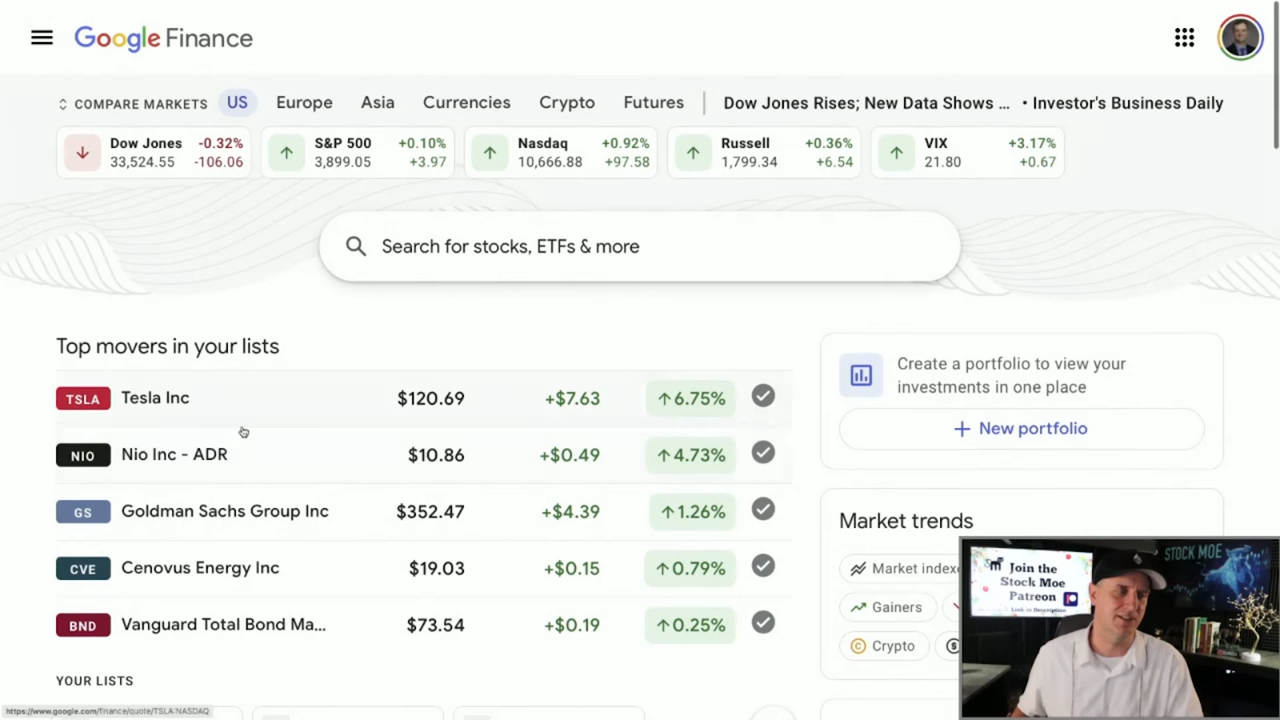 Google Finance
COMPARE MARKETS US Europe Asia Currencies Crypto Futures Dow Jones Rises; New Data Shows ... • Investor's Business Daily
Dow Jones -0.32% S&P 500 +0.10% Nasdaq +0.92% Russell +0.36% VIX +3.17%
33,524.55 -106.06 3,899.05 +3.97 10,666.88 +97.58 1,799.34 +6.54 21.80 +0.67
Search for stocks, ETFs & more
Top movers in your lists
TSLA Tesla Inc $120.69 +$7.63 ↑6.75%
NIO Nio Inc - ADR $10.86 +$0.49 ↑4.73%
GS Goldman Sachs Group Inc $352.47 +$4.39 ↑1.26%
CVE Cenovus Energy Inc $19.03 +$0.15 ↑0.79%
BND Vanguard Total Bond Ma... $73.54 +$0.19 ↑0.25%
YOUR LISTS
Create a portfolio to view your
investments in one place
+ New portfolio
Market trends
Market index
Gainers
Crypto
Join the
Stock Moe
Patreon
Link in Description
STOCK MOE
https://www.google.com/finance/quote/TSLA:NASDAQ